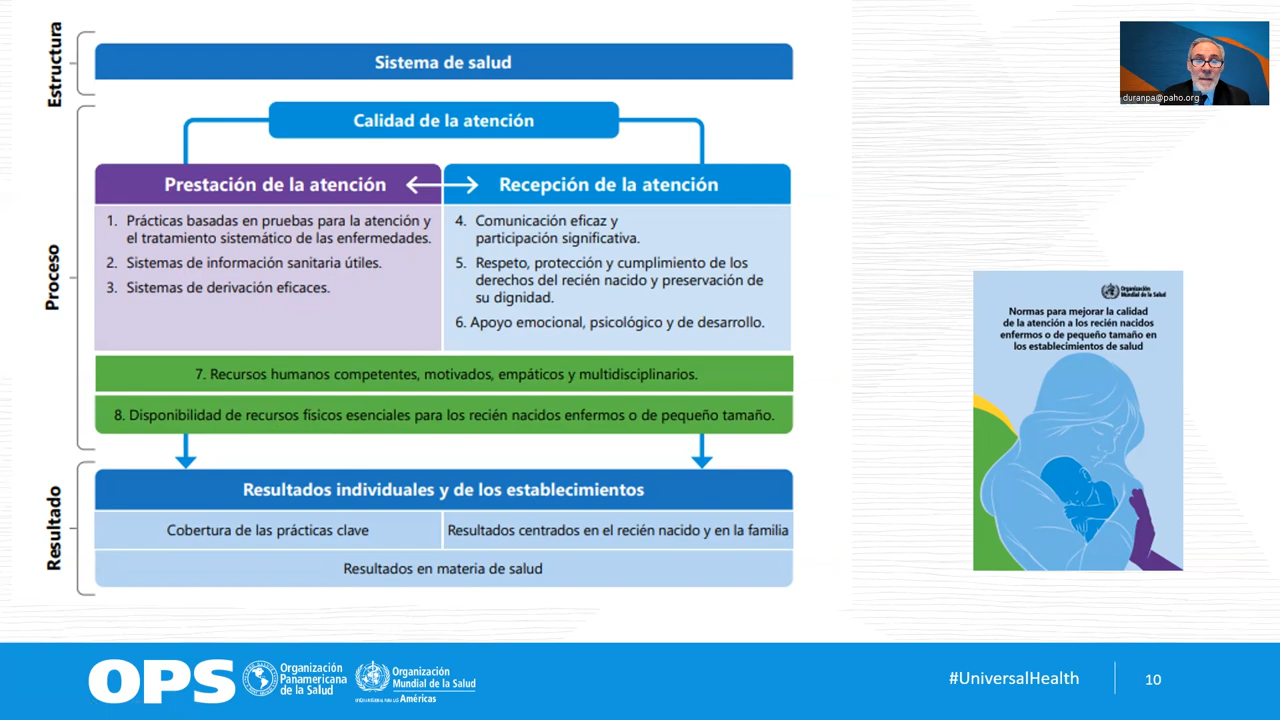 Estructura
Sistema de salud
Proceso
Calidad de la atención
Prestación de la atención
Recepción de la atención
1. Prácticas basadas en pruebas para la atención y
el tratamiento sistemático de las enfermedades.
2. Sistemas de información sanitaria útiles.
3. Sistemas de derivación eficaces.
4. Comunicación eficaz y
participación significativa.
5. Respeto, protección y cumplimiento de los
derechos del recién nacido y preservación de
su dignidad.
6. Apoyo emocional, psicológico y de desarrollo.
7. Recursos humanos competentes, motivados, empáticos y multidisciplinarios.
8. Disponibilidad de recursos físicos esenciales para los recién nacidos enfermos o de pequeño tamaño.
Resultado
Resultados individuales y de los establecimientos
Cobertura de las prácticas clave
Resultados centrados en el recién nacido y en la familia
Resultados en materia de salud
duranpa@paho.org
Organización
Mundial de la Salud
Normas para mejorar la calidad
de la atención a los recién nacidos
enfermos o de pequeño tamaño en
los establecimientos de salud
OPS
Organización
Panamericana
de la Salud
Organización
Mundial de la Salud
Américas
#UniversalHealth
10